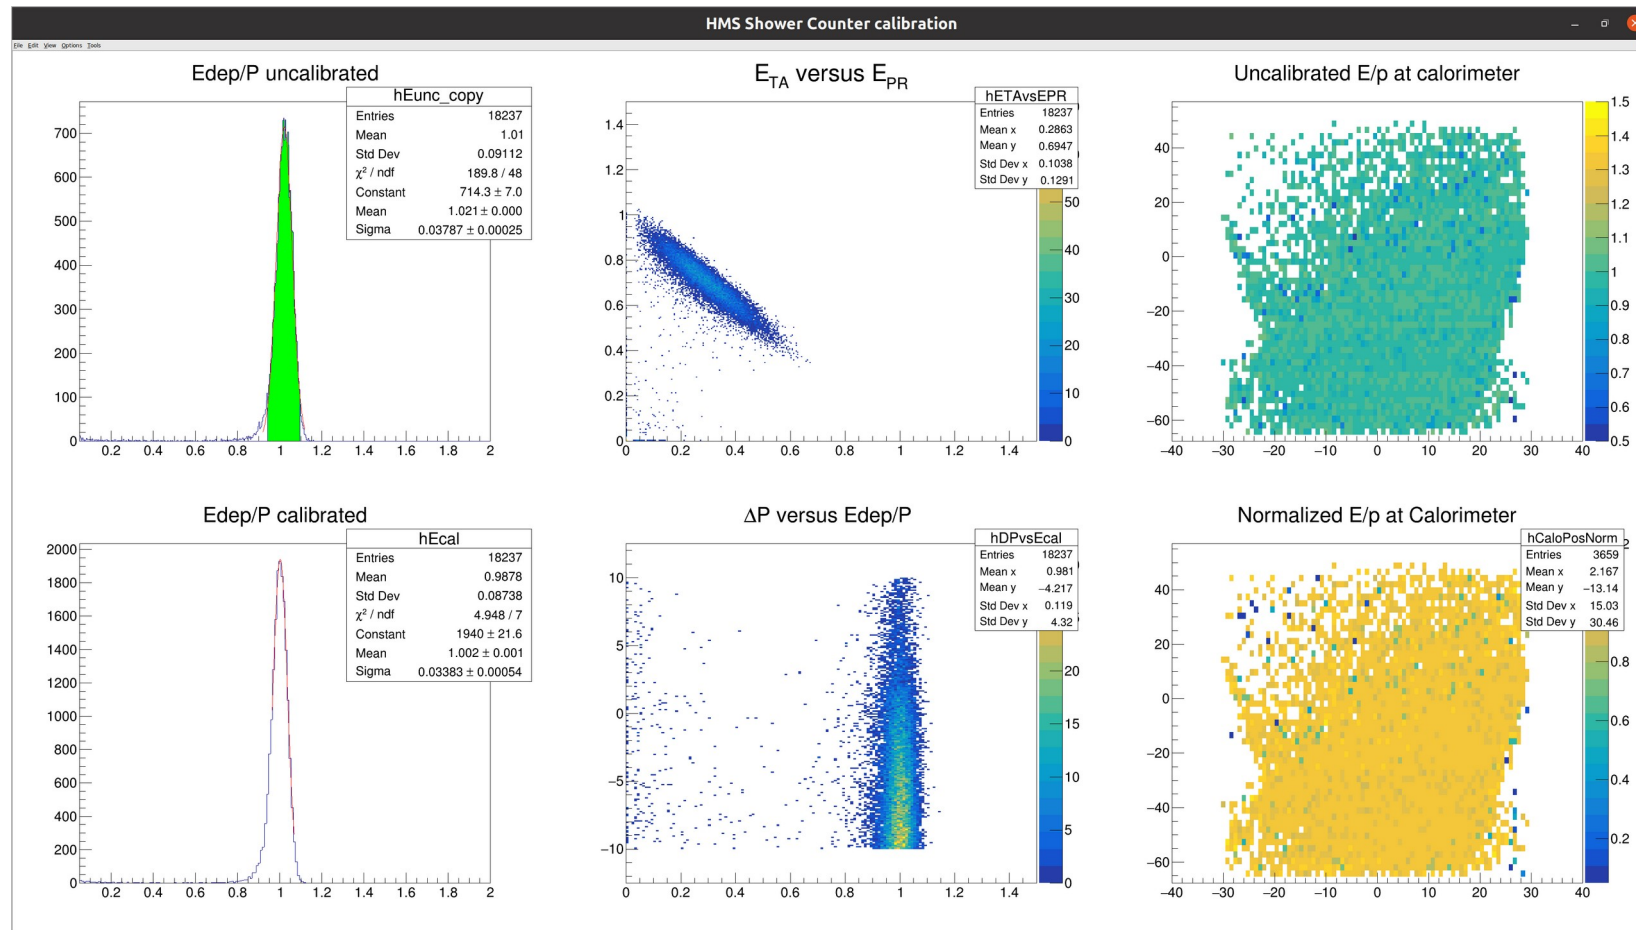 HMS Shower Counter calibration
File Edit View Options Tools
Edep/P uncalibrated
hEunc_copy
Entries 18237
Mean 1.01
Std Dev 0.09112
χ² / ndf 189.8 / 48
Constant 714.3 ± 7.0
Mean 1.021 ± 0.000
Sigma 0.03787 ± 0.00025
700
600
500
400
300
200
100
0
0.2 0.4 0.6 0.8 1 1.2 1.4 1.6 1.8 2
E_TA versus E_PR
hETAvsEPR
Entries 18237
Mean x 0.2863
Mean y 0.6947
Std Dev x 0.1038
Std Dev y 0.1291
1.4
1.2
1
0.8
0.6
0.4
0.2
0
0 0.2 0.4 0.6 0.8 1 1.2 1.4
50
40
30
20
10
0
Uncalibrated E/p at calorimeter
40
20
0
−20
−40
−60
−40 −30 −20 −10 0 10 20 30 40
1.5
1.4
1.3
1.2
1.1
1
0.9
0.8
0.7
0.6
0.5
Edep/P calibrated
hEcal
Entries 18237
Mean 0.9878
Std Dev 0.08738
χ² / ndf 4.948 / 7
Constant 1940 ± 21.6
Mean 1.002 ± 0.001
Sigma 0.03383 ± 0.00054
2000
1800
1600
1400
1200
1000
800
600
400
200
0
0.2 0.4 0.6 0.8 1 1.2 1.4 1.6 1.8 2
ΔP versus Edep/P
hDPvsEcal
Entries 18237
Mean x 0.981
Mean y −4.217
Std Dev x 0.119
Std Dev y 4.32
10
5
0
−5
−10
0 0.2 0.4 0.6 0.8 1 1.2 1.4
20
15
10
5
0
Normalized E/p at Calorimeter
hCaloPosNorm
Entries 3659
Mean x 2.167
Mean y −13.14
Std Dev x 15.03
Std Dev y 30.46
40
20
0
−20
−40
−60
−40 −30 −20 −10 0 10 20 30 40
0.8
0.6
0.4
0.2